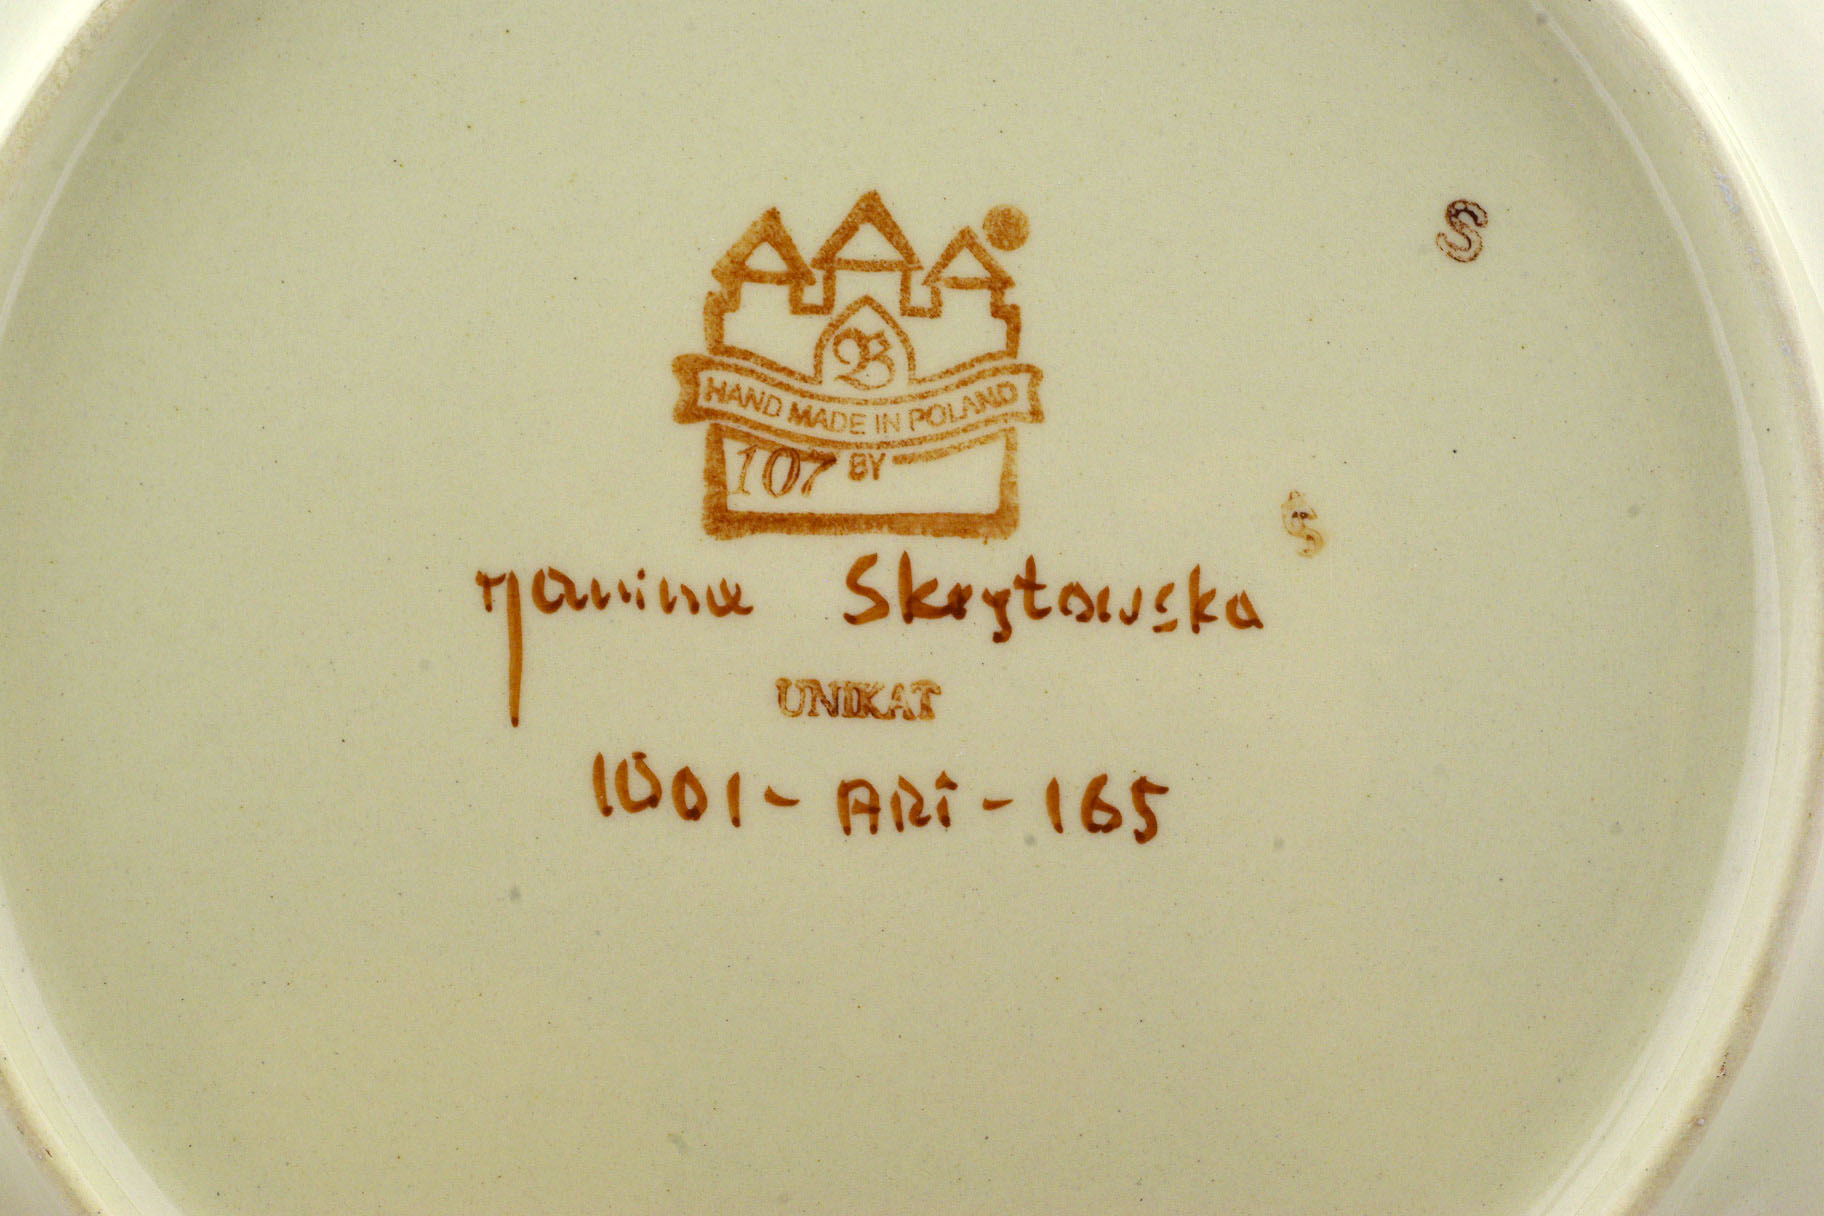 S
B
HAND MADE IN POLAND
107 BY
S
Janina Skrytowska
UNIKAT
1001- ARI - 165